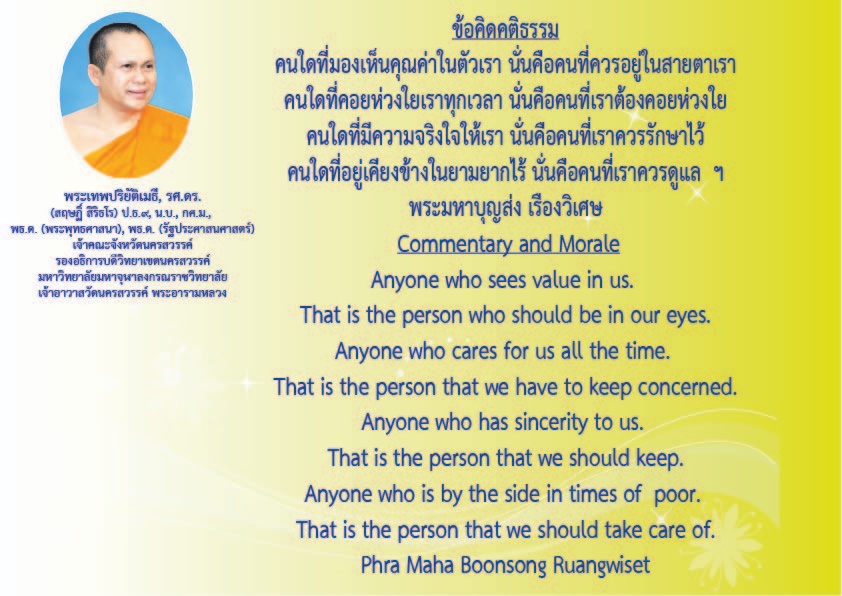 พระเทพปริยัติเมธี, รศ.ดร.
(สฤษฎิ์ สิริธโร) ป.ธ.๙, น.บ., กศ.ม.,
พธ.ด. (พระพุทธศาสนา), พธ.ด. (รัฐประศาสนศาสตร์)
เจ้าคณะจังหวัดนครสวรรค์
รองอธิการบดีวิทยาเขตนครสวรรค์
มหาวิทยาลัยมหาจุฬาลงกรณราชวิทยาลัย
เจ้าอาวาสวัดนครสวรรค์ พระอารามหลวง
ข้อคิดคติธรรม
คนใดที่มองเห็นคุณค่าในตัวเรา นั่นคือคนที่ควรอยู่ในสายตาเรา
คนใดที่คอยห่วงใยเราทุกเวลา นั่นคือคนที่เราต้องคอยห่วงใย
คนใดที่มีความจริงใจให้เรา นั่นคือคนที่เราควรรักษาไว้
คนใดที่อยู่เคียงข้างในยามยากไร้ นั่นคือคนที่เราควรดูแล ฯ
พระมหาบุญส่ง เรืองวิเศษ
Commentary and Morale
Anyone who sees value in us.
That is the person who should be in our eyes.
Anyone who cares for us all the time.
That is the person that we have to keep concerned.
Anyone who has sincerity to us.
That is the person that we should keep.
Anyone who is by the side in times of poor.
That is the person that we should take care of.
Phra Maha Boonsong Ruangwiset